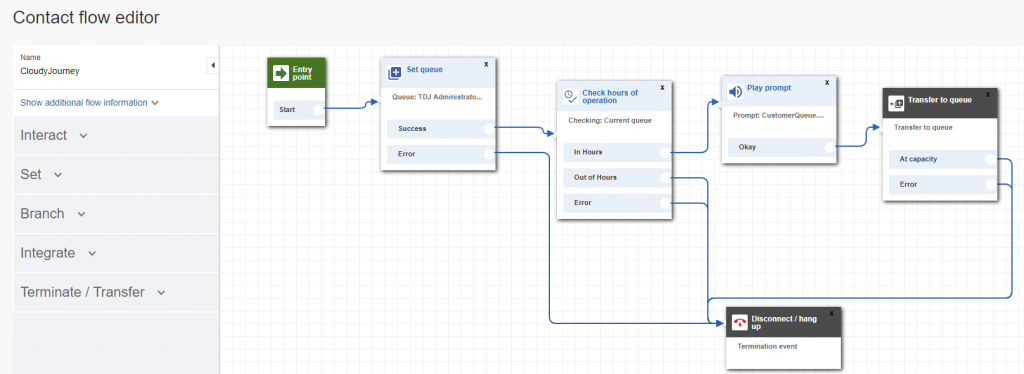 Contact flow editor
Name
CloudyJourney
Show additional flow information
Interact
Set
Branch
Integrate
Terminate / Transfer
Entry
point
Start
Set queue
x
Queue: TDJ Administrato...
Success
Error
Check hours of
operation
x
Checking: Current queue
In Hours
Out of Hours
Error
Play prompt
x
Prompt: CustomerQueue....
Okay
Transfer to queue
x
Transfer to queue
At capacity
Error
Disconnect / hang
up
x
Termination event